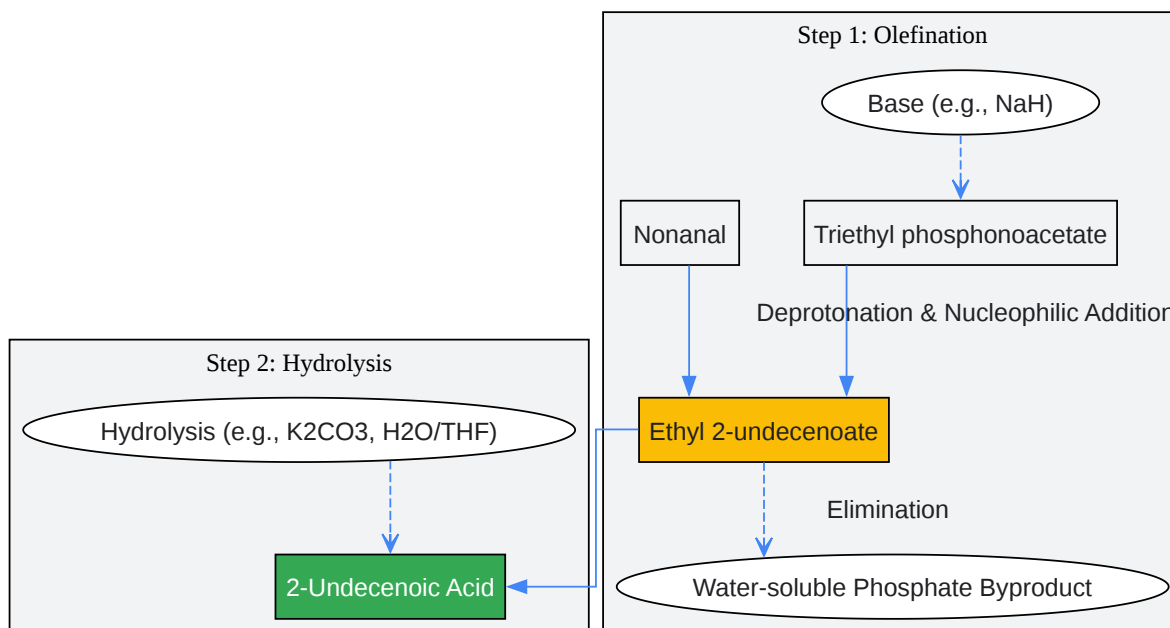 Step 1: Olefination
Base (e.g., NaH)
Nonanal
Triethyl phosphonoacetate
Deprotonation & Nucleophilic Addition
Step 2: Hydrolysis
Hydrolysis (e.g., K2CO3, H2O/THF)
Ethyl 2-undecenoate
Elimination
2-Undecenoic Acid
Water-soluble Phosphate Byproduct